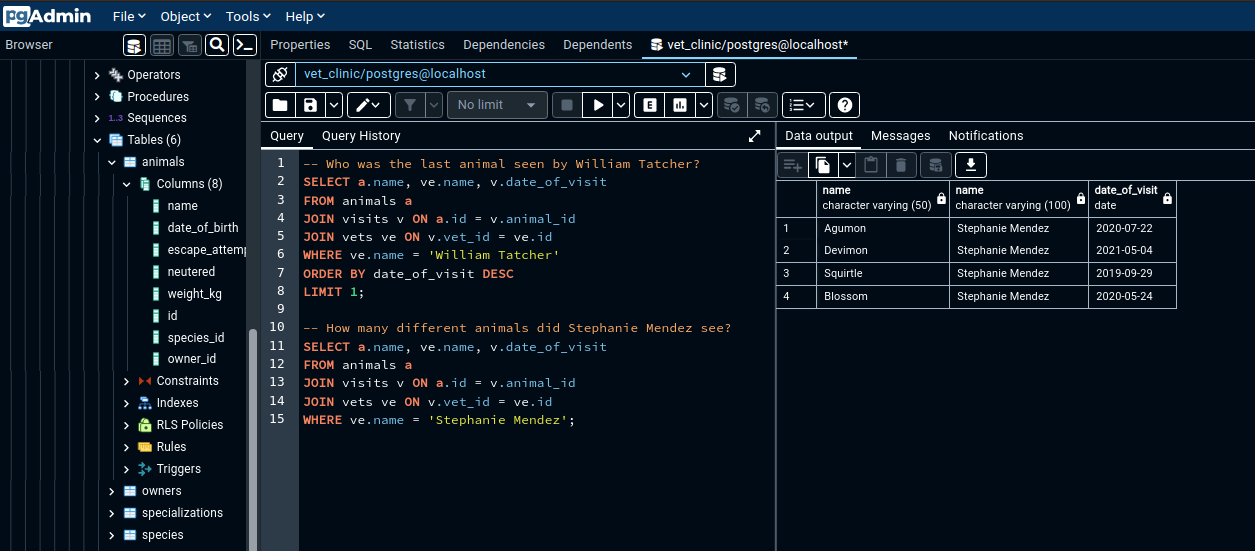 pgAdmin File Object Tools Help
Browser
Properties SQL Statistics Dependencies Dependents vet_clinic/postgres@localhost*
vet_clinic/postgres@localhost
No limit
E
Query Query History
Data output Messages Notifications
Operators
Procedures
1..3 Sequences
Tables (6)
animals
Columns (8)
name
date_of_birth
escape_attemp
neutered
weight_kg
id
species_id
owner_id
Constraints
Indexes
RLS Policies
Rules
Triggers
owners
specializations
species
1 -- Who was the last animal seen by William Tatcher?
2 SELECT a.name, ve.name, v.date_of_visit
3 FROM animals a
4 JOIN visits v ON a.id = v.animal_id
5 JOIN vets ve ON v.vet_id = ve.id
6 WHERE ve.name = 'William Tatcher'
7 ORDER BY date_of_visit DESC
8 LIMIT 1;
9
10 -- How many different animals did Stephanie Mendez see?
11 SELECT a.name, ve.name, v.date_of_visit
12 FROM animals a
13 JOIN visits v ON a.id = v.animal_id
14 JOIN vets ve ON v.vet_id = ve.id
15 WHERE ve.name = 'Stephanie Mendez';
name name date_of_visit
character varying (50) character varying (100) date
1 Agumon Stephanie Mendez 2020-07-22
2 Devimon Stephanie Mendez 2021-05-04
3 Squirtle Stephanie Mendez 2019-09-29
4 Blossom Stephanie Mendez 2020-05-24